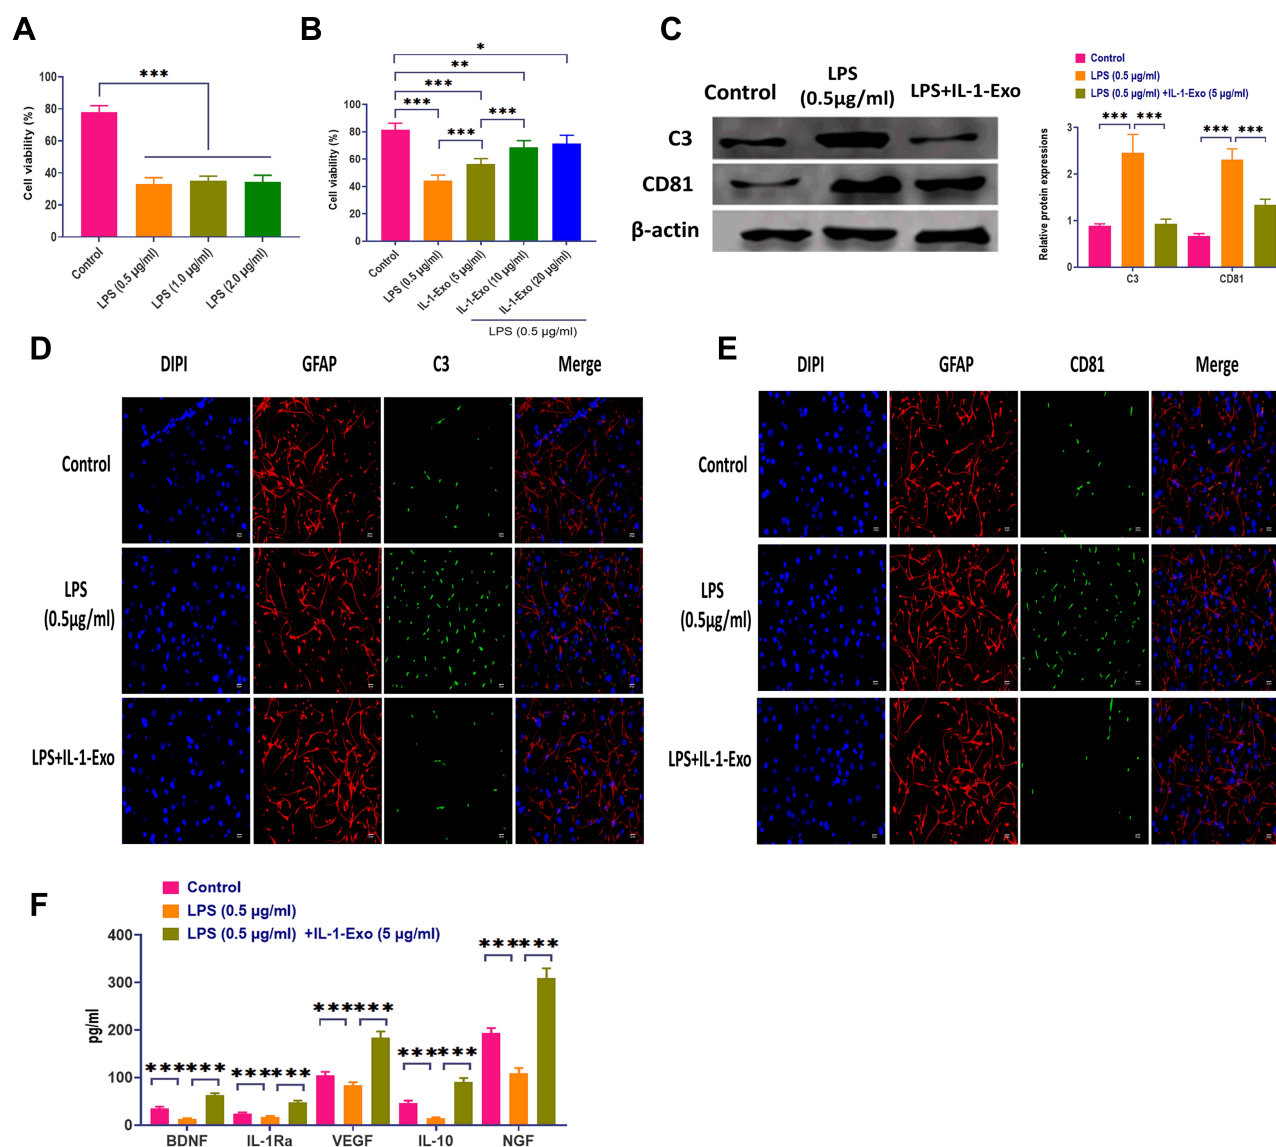 A
***
100
80
60
40
20
0
Cell viability (%)
Control
LPS (0.5 μg/ml)
LPS (1.0 μg/ml)
LPS (2.0 μg/ml)
B
*
**
***
***
***
***
100
80
60
40
20
0
Cell viability (%)
Control
LPS (0.5 μg/ml)
IL-1-Exo (5 μg/ml)
IL-1-Exo (10 μg/ml)
IL-1-Exo (20 μg/ml)
LPS (0.5 μg/ml)
C
Control
LPS
(0.5μg/ml)
LPS+IL-1-Exo
C3
CD81
β-actin
Control
LPS (0.5 μg/ml)
LPS (0.5 μg/ml) +IL-1-Exo (5 μg/ml)
*** *** *** ***
3
2
1
0
Relative protein expressions
C3 CD81
D
DIPI GFAP C3 Merge
Control
LPS
(0.5μg/ml)
LPS+IL-1-Exo
E
DIPI GFAP CD81 Merge
Control
LPS
(0.5μg/ml)
LPS+IL-1-Exo
F
Control
LPS (0.5 μg/ml)
LPS (0.5 μg/ml) +IL-1-Exo (5 μg/ml)
400
300
200
100
0
pg/ml
*** ***
*** ***
*** ***
*** ***
*** ***
BDNF IL-1Ra VEGF IL-10 NGF